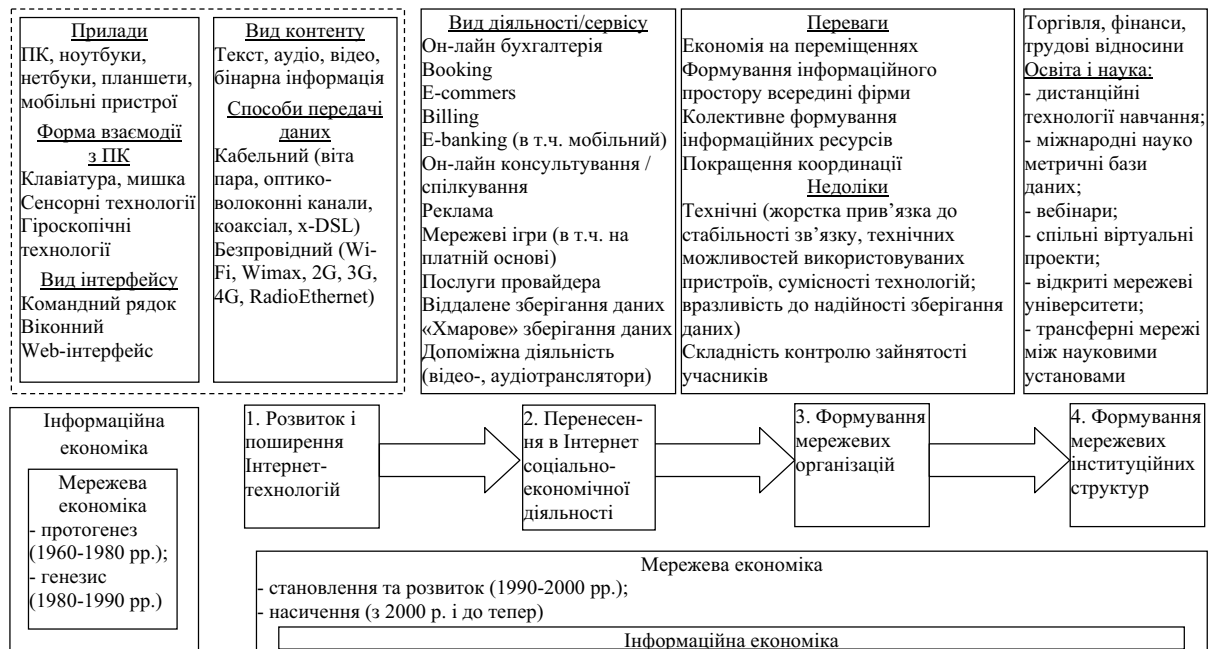 Прилади
ПК, ноутбуки,
нетбуки, планшети,
мобільні пристрої
Форма взаємодії
з ПК
Клавіатура, мишка
Сенсорні технології
Гіроскопічні
технології
Вид інтерфейсу
Командний рядок
Віконний
Web-інтерфейс
Вид контенту
Текст, аудіо, відео,
бінарна інформація
Способи передачі
даних
Кабельний (віта
пара, оптико-
волоконні канали,
коаксіал, x-DSL)
Безпровідний (Wi-
Fi, Wimax, 2G, 3G,
4G, RadioEthernet)
Вид діяльності/сервісу
Он-лайн бухгалтерія
Booking
E-commers
Billing
E-banking (в т.ч. мобільний)
Он-лайн консультування /
спілкування
Реклама
Мережеві ігри (в т.ч. на
платній основі)
Послуги провайдера
Віддалене зберігання даних
«Хмарове» зберігання даних
Допоміжна діяльність
(відео-, аудіотранслятори)
Переваги
Економія на переміщеннях
Формування інформаційного
простору всередині фірми
Колективне формування
інформаційних ресурсів
Покращення координації
Недоліки
Технічні (жорстка прив’язка до
стабільності зв’язку, технічних
можливостей використовуваних
пристроїв, сумісності технологій;
вразливість до надійності зберігання
даних)
Складність контролю зайнятості
учасників
Торгівля, фінанси,
трудові відносини
Освіта і наука:
- дистанційні
технології навчання;
- міжнародні науко
метричні бази
даних;
- вебінари;
- спільні віртуальні
проекти;
- відкриті мережеві
університети;
- трансферні мережі
між науковими
установами
Інформаційна
економіка
Мережева
економіка
- протогенез
(1960-1980 рр.);
- генезис
(1980-1990 рр.)
1. Розвиток і
поширення
Інтернет-
технологій
2. Перенесен-
ня в Інтернет
соціально-
економічної
діяльності
3. Формування
мережевих
організацій
4. Формування
мережевих
інституційних
структур
Мережева економіка
- становлення та розвиток (1990-2000 рр.);
- насичення (з 2000 р. і до тепер)
Інформаційна економіка